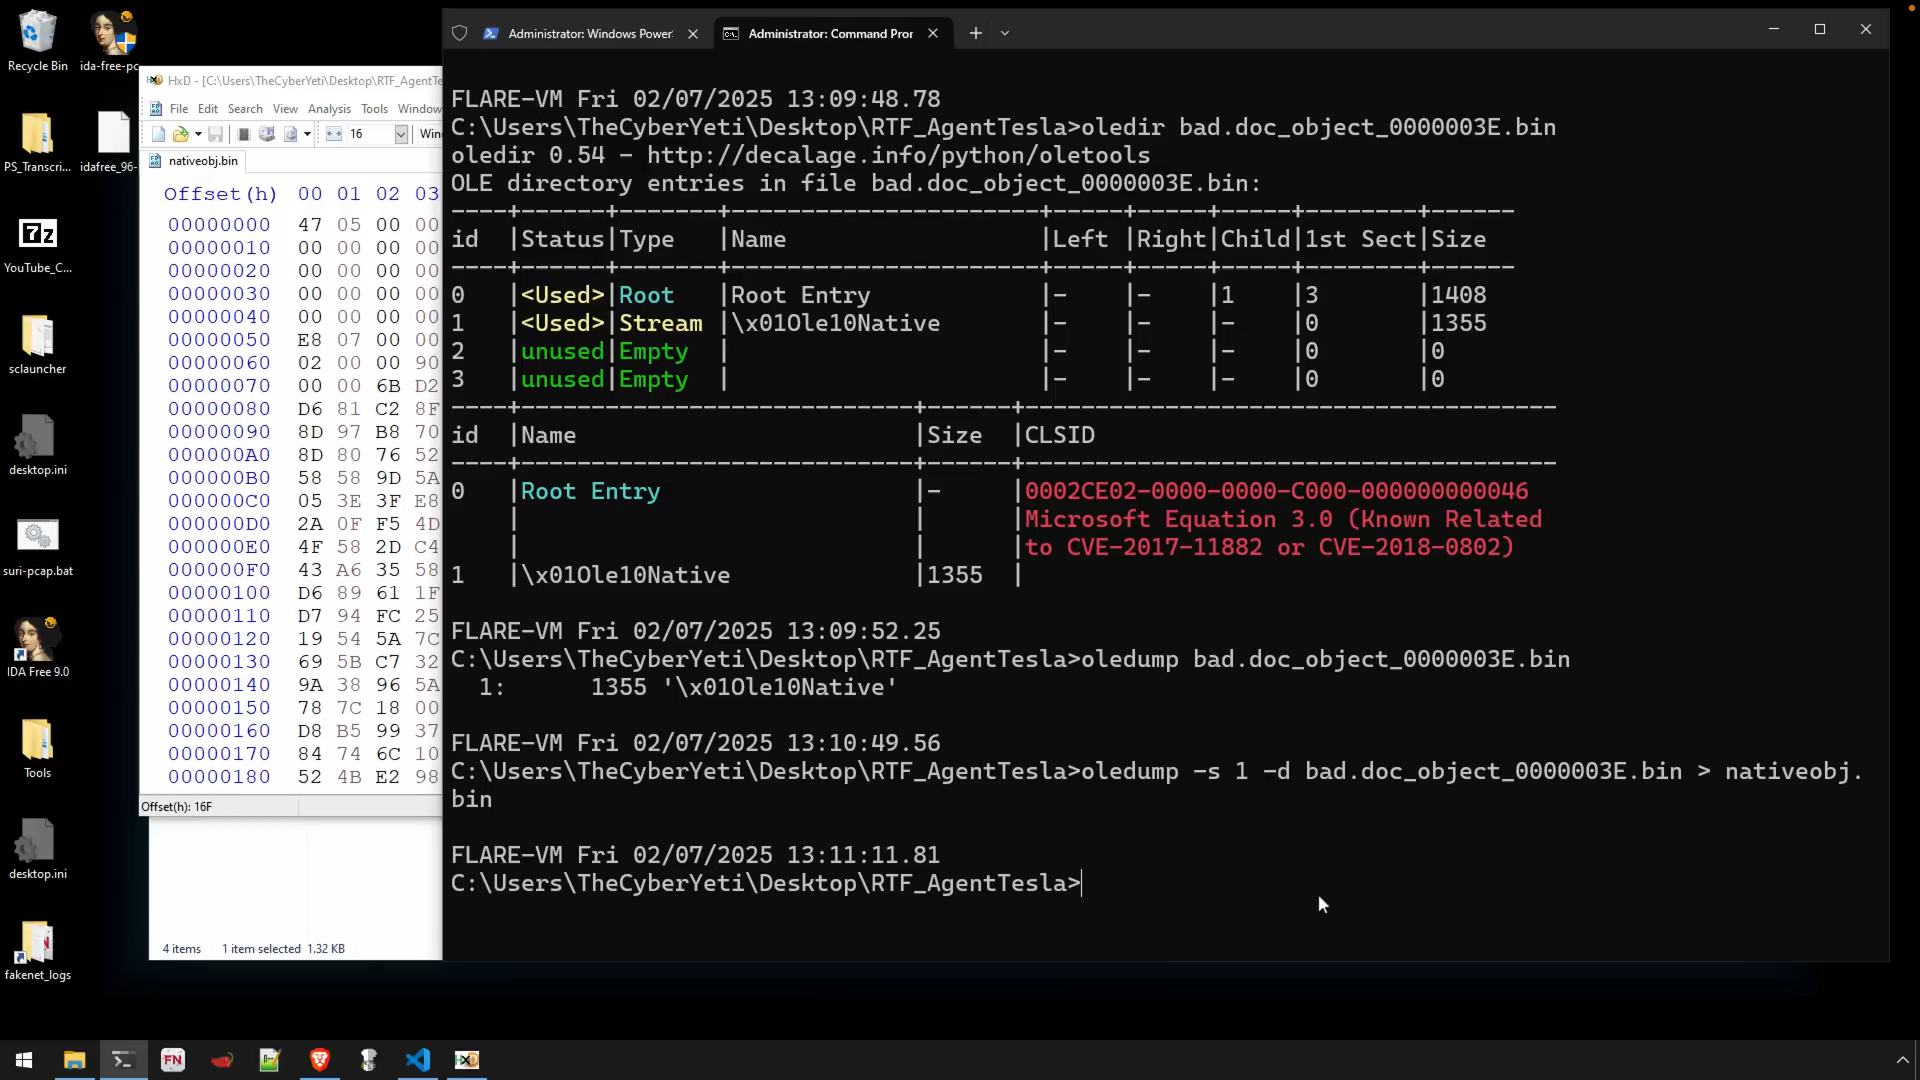 Recycle Bin
ida-free-pc
PS_Transcri...
idafree_96-
YouTube_C...
sclauncher
desktop.ini
suri-pcap.bat
IDA Free 9.0
Tools
desktop.ini
fakenet_logs
HxD - [C:\Users\TheCyberYeti\Desktop\RTF_AgentTe
File Edit Search View Analysis Tools Window
16
nativeobj.bin
Offset(h) 00 01 02 03
00000000 47 05 00 00
00000010 00 00 00 00
00000020 00 00 00 00
00000030 00 00 00 00
00000040 00 00 00 00
00000050 E8 07 00 00
00000060 02 00 00 90
00000070 00 00 6B D2
00000080 D6 81 C2 8F
00000090 8D 97 B8 70
000000A0 8D 80 76 52
000000B0 58 58 9D 5A
000000C0 05 3E 3F E8
000000D0 2A 0F F5 4D
000000E0 4F 58 2D C4
000000F0 43 A6 35 58
00000100 D6 89 61 1F
00000110 D7 94 FC 25
00000120 19 54 5A 7C
00000130 69 5B C7 32
00000140 9A 38 96 5A
00000150 78 7C 18 00
00000160 D8 B5 99 37
00000170 84 74 6C 10
00000180 52 4B E2 98
Offset(h): 16F
4 items 1 item selected 1.32 KB
Administrator: Windows Power
Administrator: Command Pror
FLARE-VM Fri 02/07/2025 13:09:48.78
C:\Users\TheCyberYeti\Desktop\RTF_AgentTesla>oledir bad.doc_object_0000003E.bin
oledir 0.54 - http://decalage.info/python/oletools
OLE directory entries in file bad.doc_object_0000003E.bin:
----+------+-------+----------------------+-----+-----+-----+--------+------
id |Status|Type |Name |Left |Right|Child|1st Sect|Size
----+------+-------+----------------------+-----+-----+-----+--------+------
0 |<Used>|Root |Root Entry |- |- |1 |3 |1408
1 |<Used>|Stream |\x01Ole10Native |- |- |- |0 |1355
2 |unused|Empty | |- |- |- |0 |0
3 |unused|Empty | |- |- |- |0 |0
----+----------------------------+------+--------------------------------------
id |Name |Size |CLSID
----+----------------------------+------+--------------------------------------
0 |Root Entry |- |0002CE02-0000-0000-C000-000000000046
| | |Microsoft Equation 3.0 (Known Related
| | |to CVE-2017-11882 or CVE-2018-0802)
1 |\x01Ole10Native |1355 |
FLARE-VM Fri 02/07/2025 13:09:52.25
C:\Users\TheCyberYeti\Desktop\RTF_AgentTesla>oledump bad.doc_object_0000003E.bin
1: 1355 '\x01Ole10Native'
FLARE-VM Fri 02/07/2025 13:10:49.56
C:\Users\TheCyberYeti\Desktop\RTF_AgentTesla>oledump -s 1 -d bad.doc_object_0000003E.bin > nativeobj.
bin
FLARE-VM Fri 02/07/2025 13:11:11.81
C:\Users\TheCyberYeti\Desktop\RTF_AgentTesla>
FN